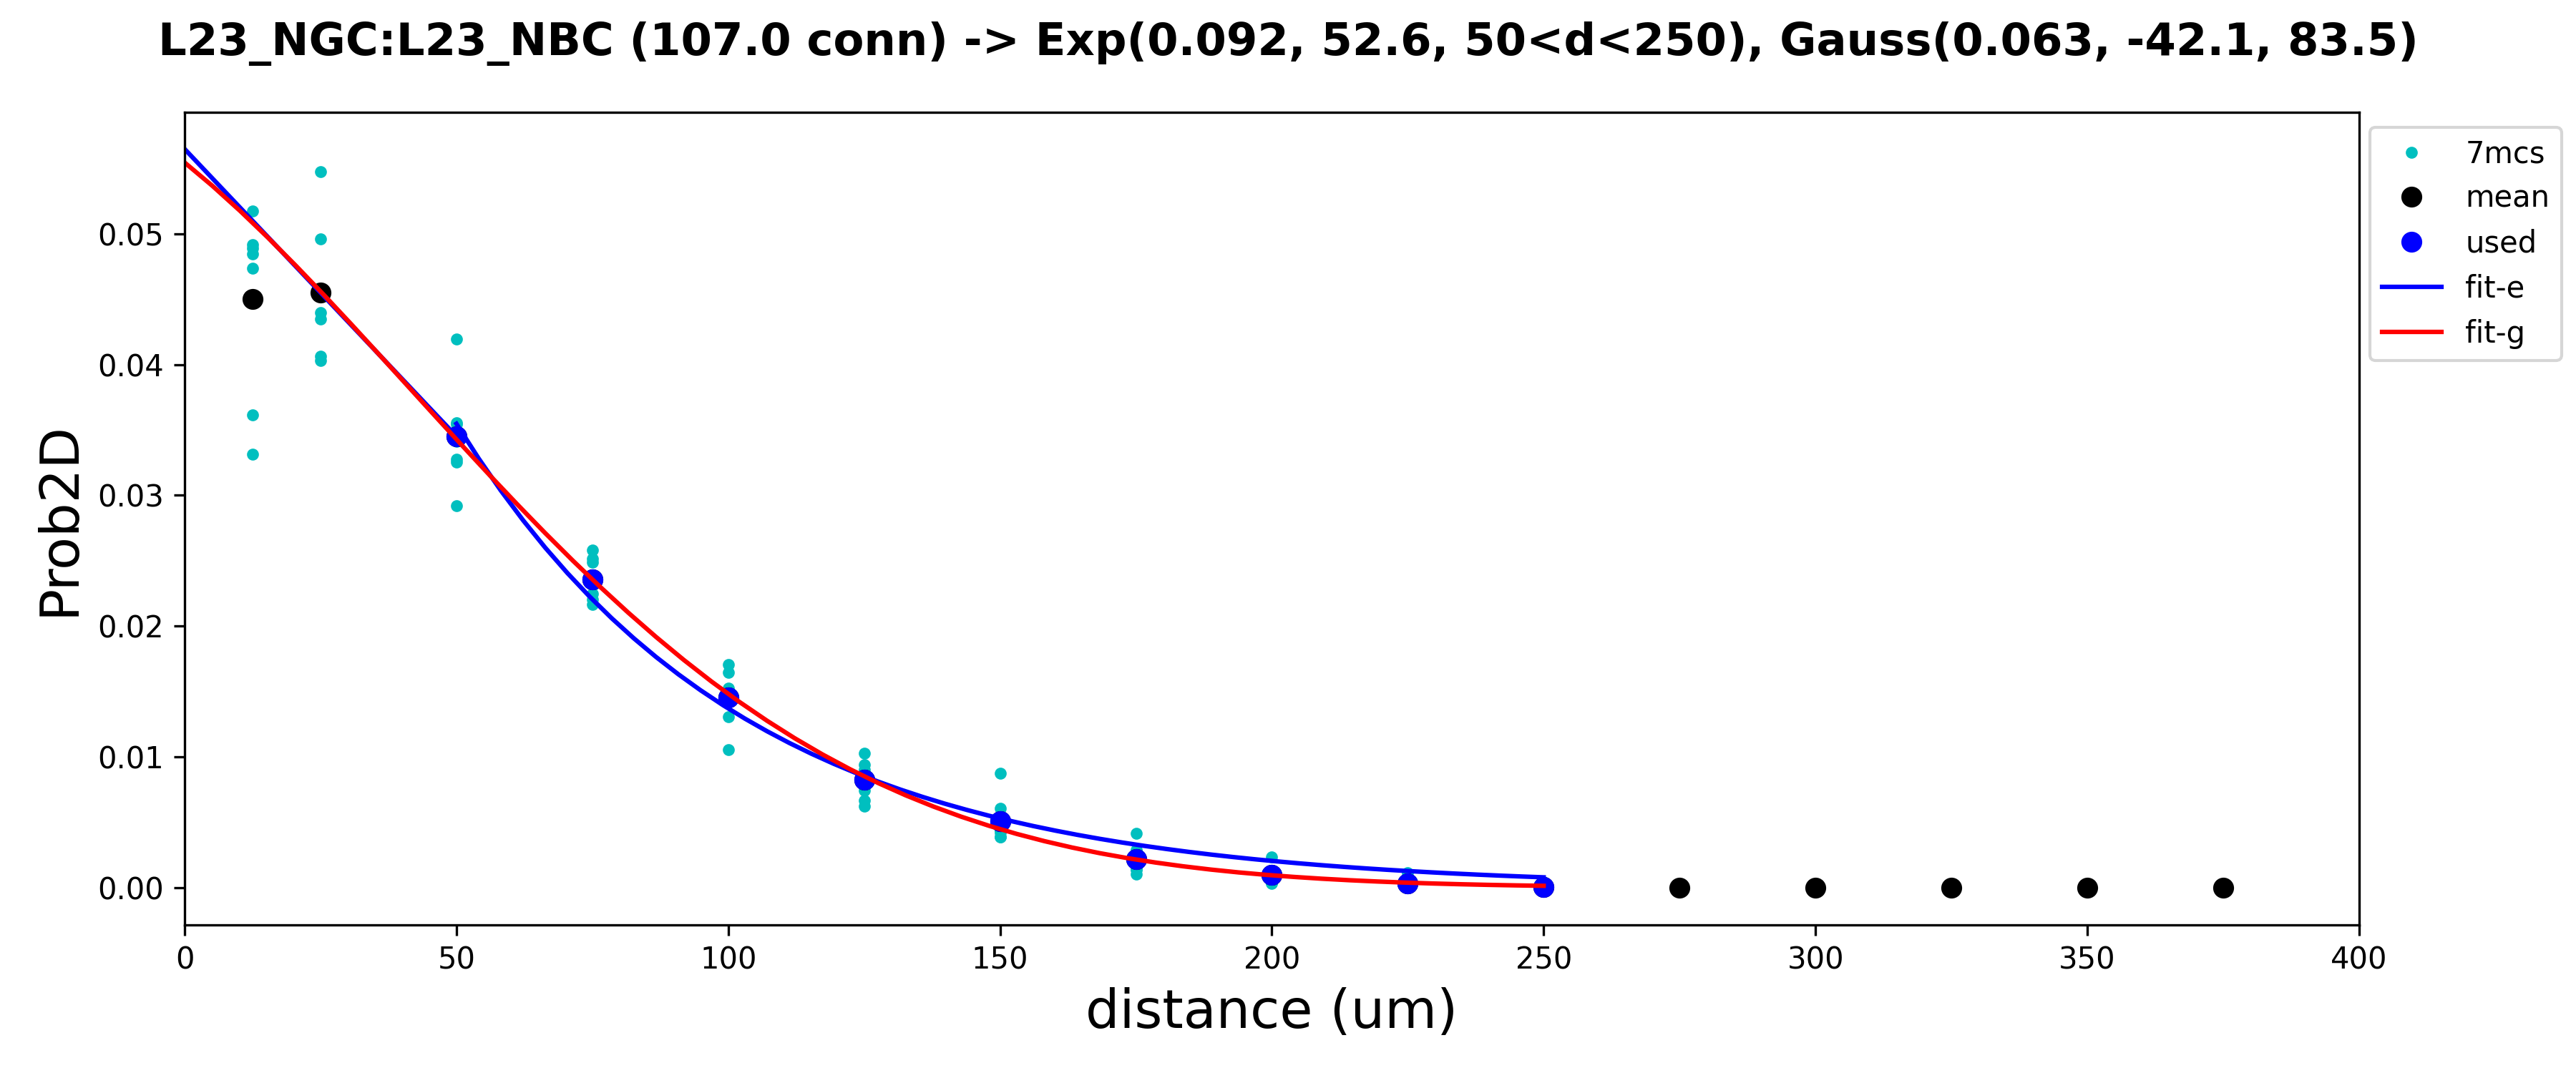 L23_NGC:L23_NBC (107.0 conn) -> Exp(0.092, 52.6, 50<d<250), Gauss(0.063, -42.1, 83.5)
7mcs
mean
used
fit-e
fit-g
Prob2D
0.05
0.04
0.03
0.02
0.01
0.00
0 50 100 150 200 250 300 350 400
distance (um)